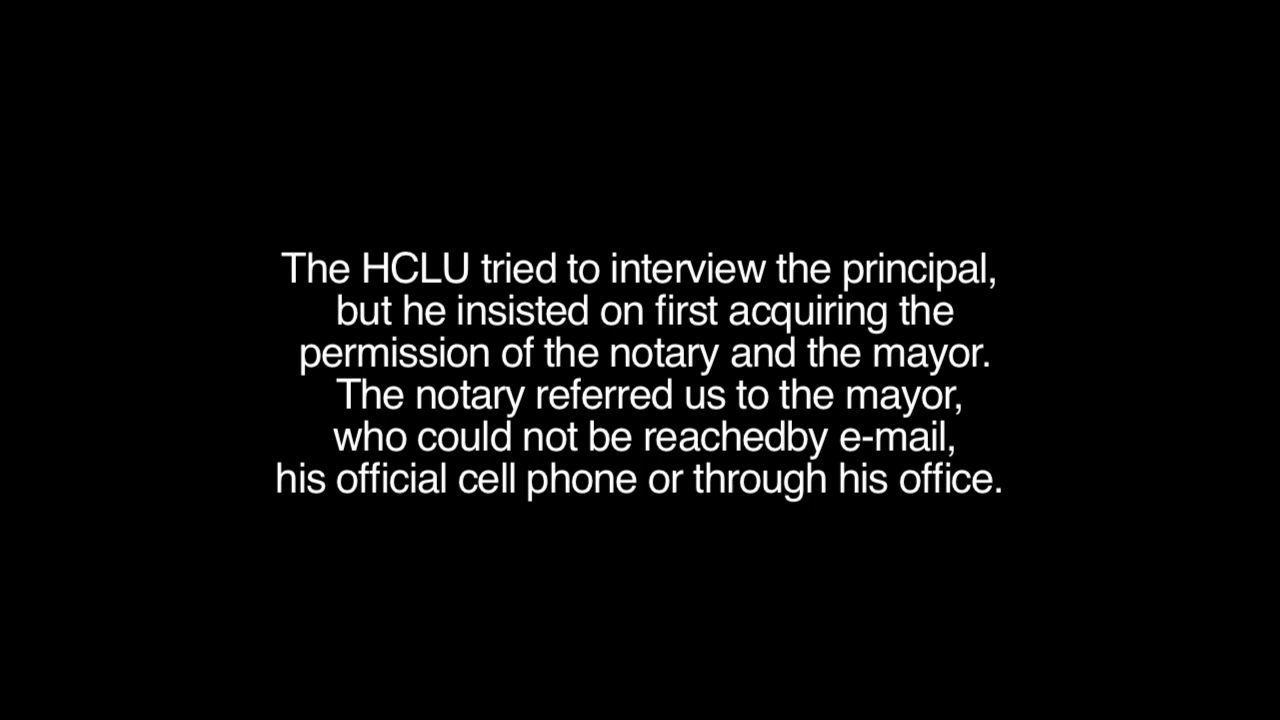 The HCLU tried to interview the principal,
but he insisted on first acquiring the
permission of the notary and the mayor.
The notary referred us to the mayor,
who could not be reachedby e-mail,
his official cell phone or through his office.